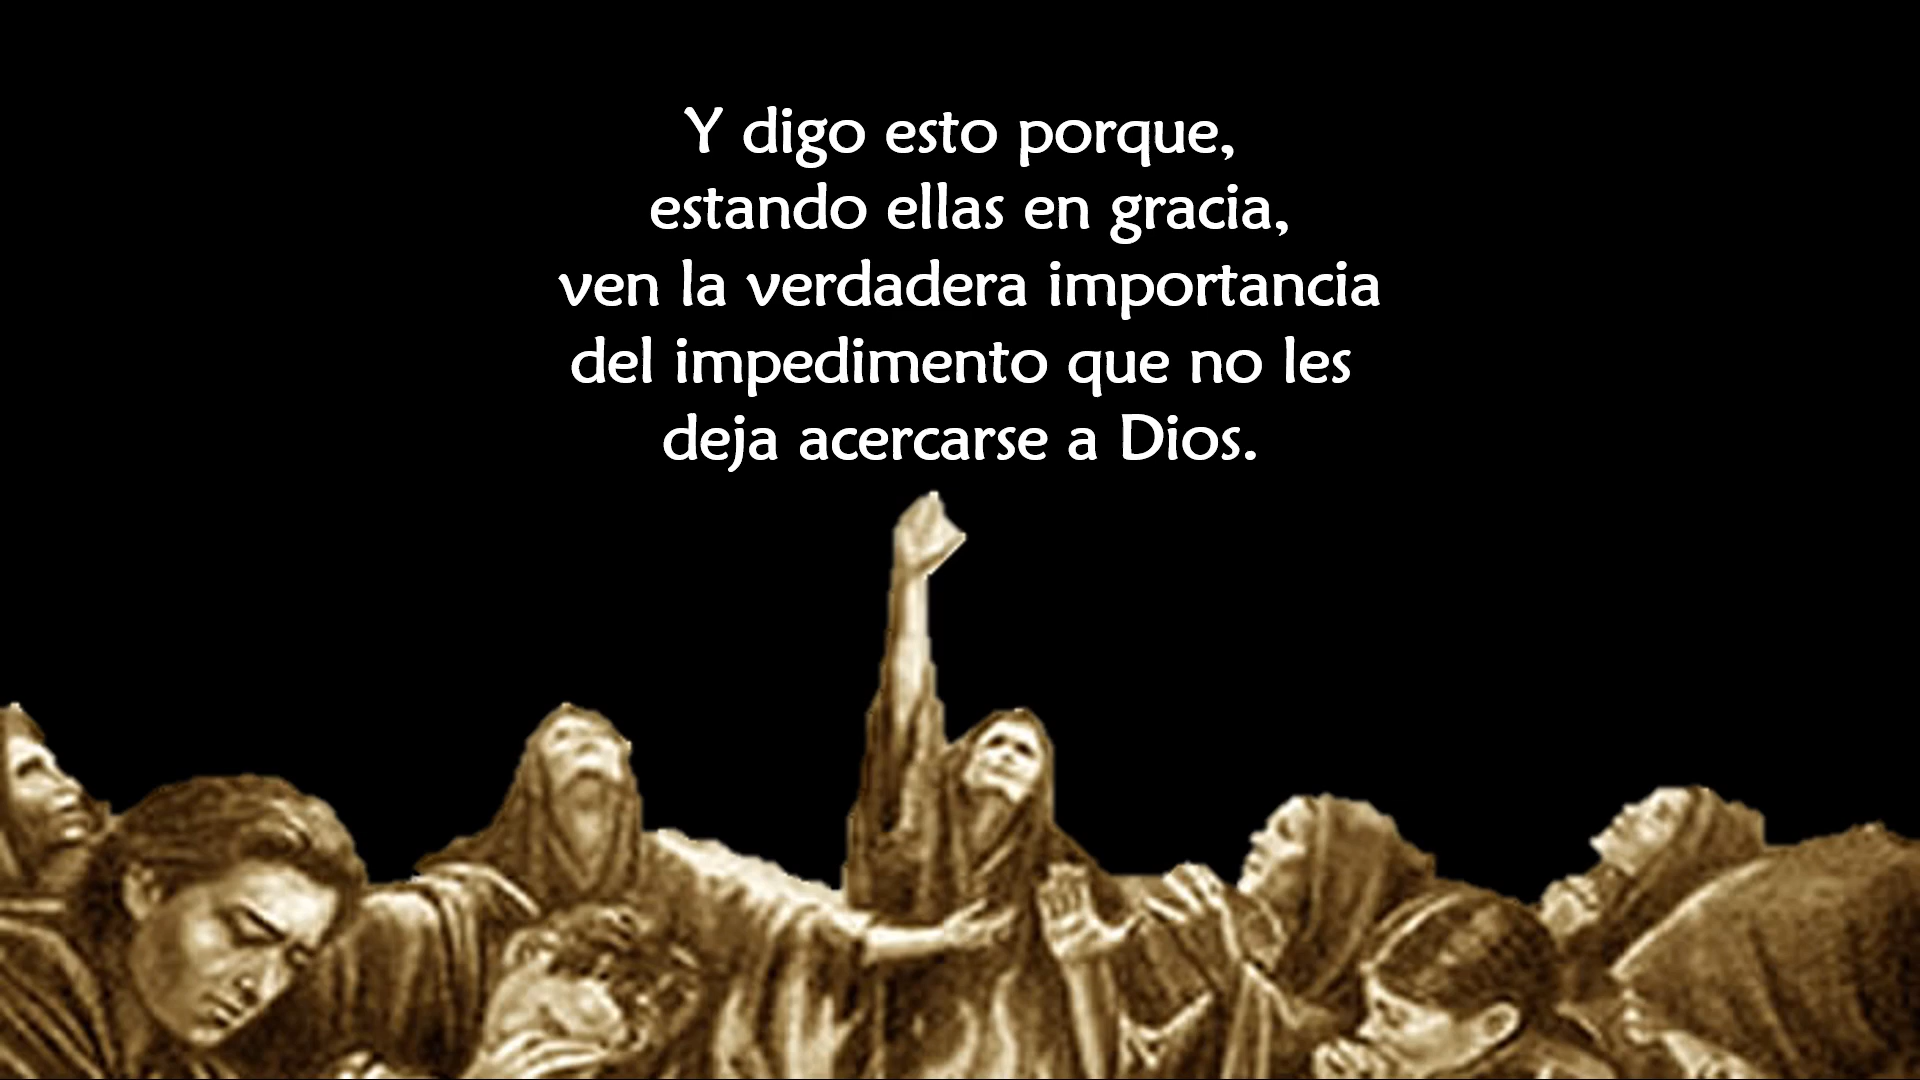 Y digo esto porque,
estando ellas en gracia,
ven la verdadera importancia
del impedimento que no les
deja acercarse a Dios.